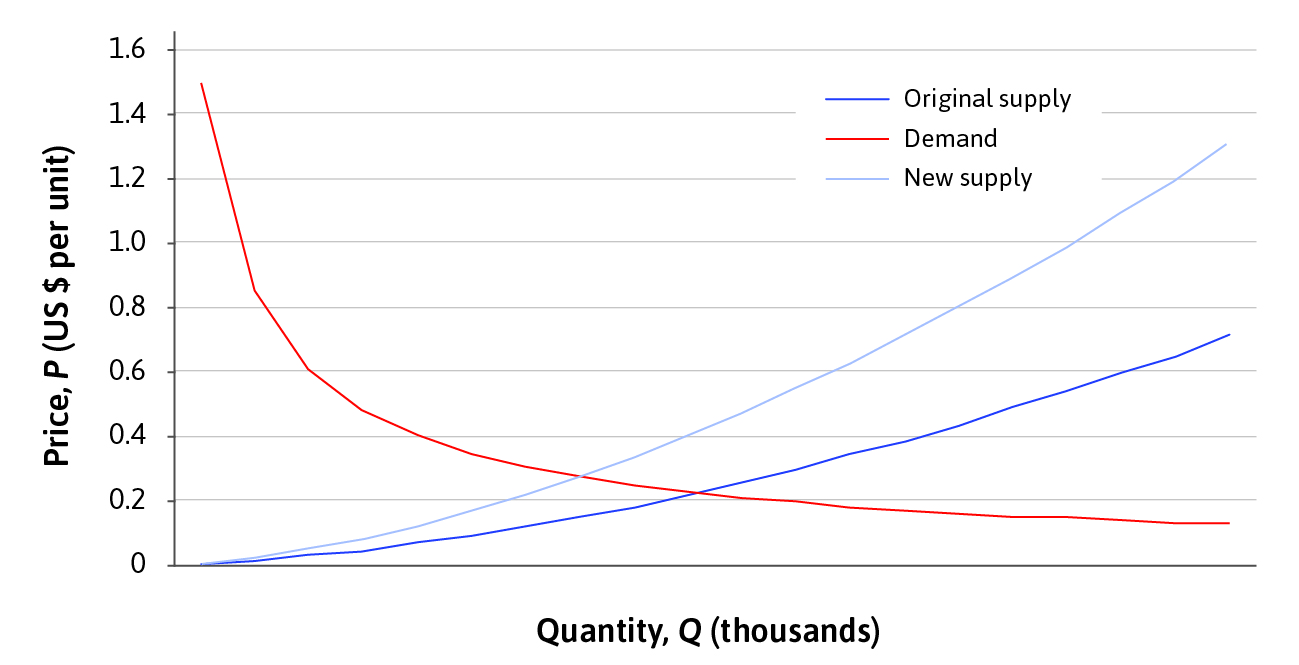 1.6
1.4
1.2
1.0
0.8
0.6
0.4
0.2
0
Price, P (US $ per unit)
Original supply
Demand
New supply
Quantity, Q (thousands)